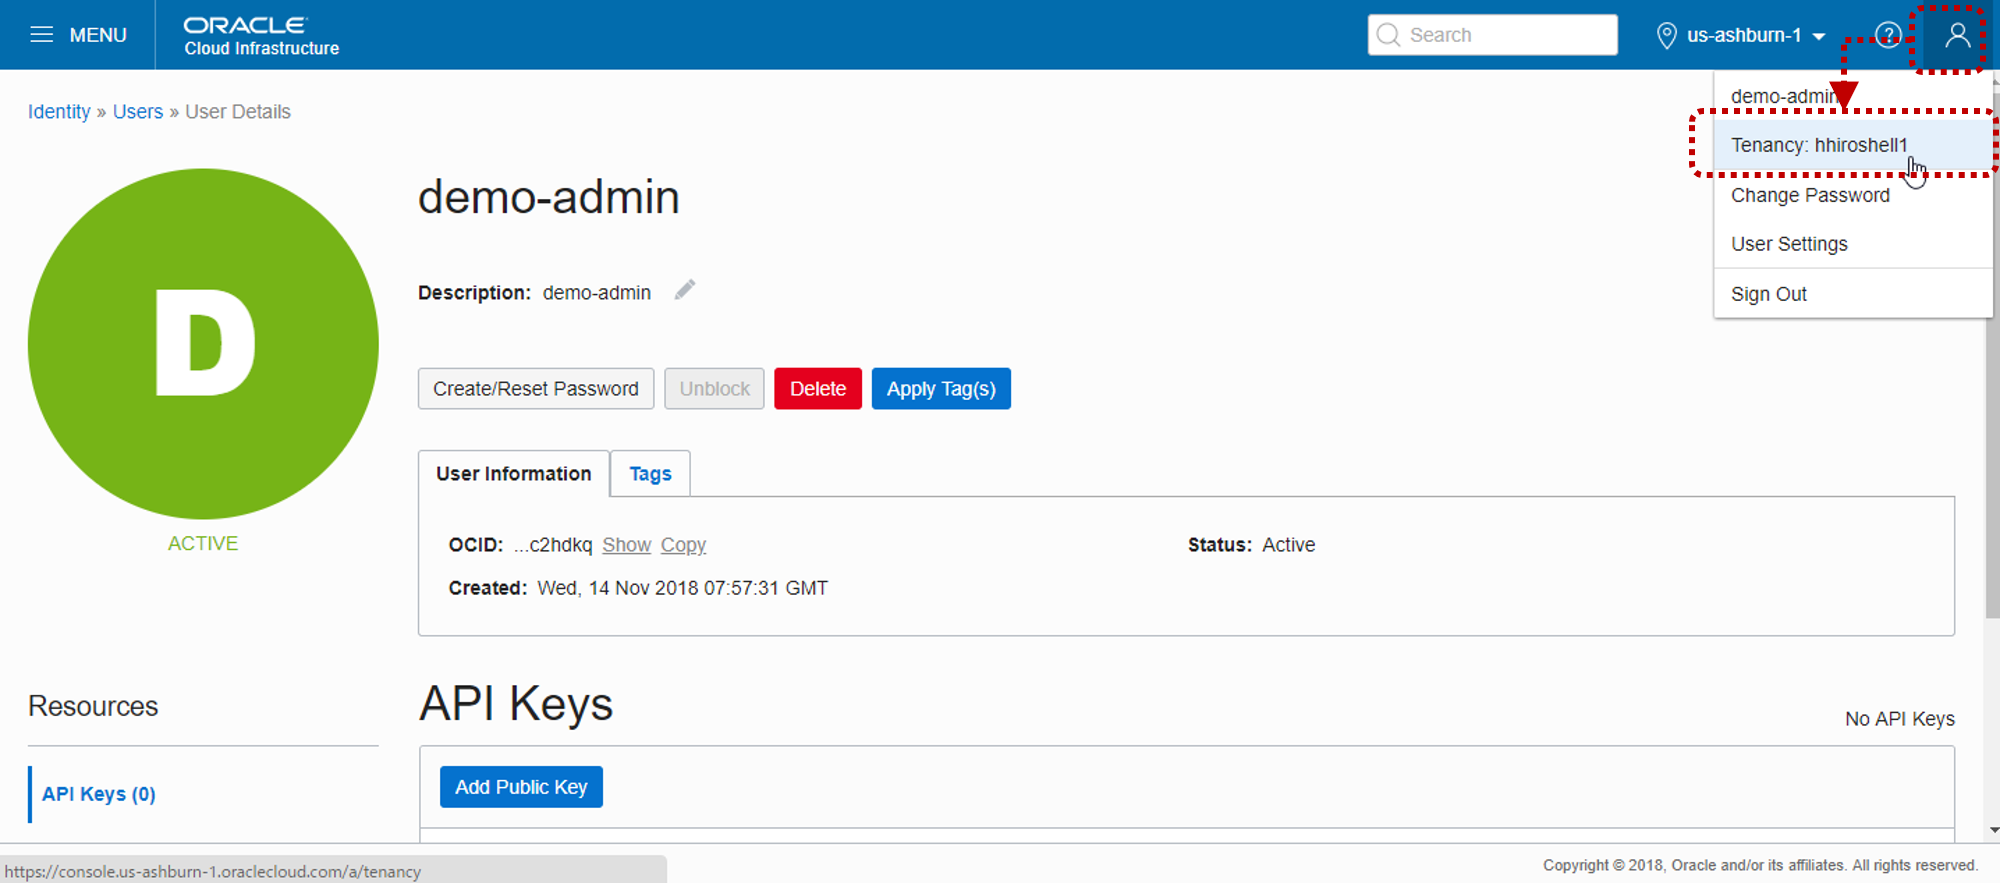 MENU
ORACLE
Cloud Infrastructure
Search
us-ashburn-1
?
Identity » Users » User Details
demo-admin
Tenancy: hhiroshell1
Change Password
User Settings
Sign Out
D
ACTIVE
demo-admin
Description: demo-admin
Create/Reset Password
Unblock
Delete
Apply Tag(s)
User Information
Tags
OCID: ...c2hdkq Show Copy
Status: Active
Created: Wed, 14 Nov 2018 07:57:31 GMT
Resources
API Keys (0)
API Keys
No API Keys
Add Public Key
https://console.us-ashburn-1.oraclecloud.com/a/tenancy
Copyright © 2018, Oracle and/or its affiliates. All rights reserved.